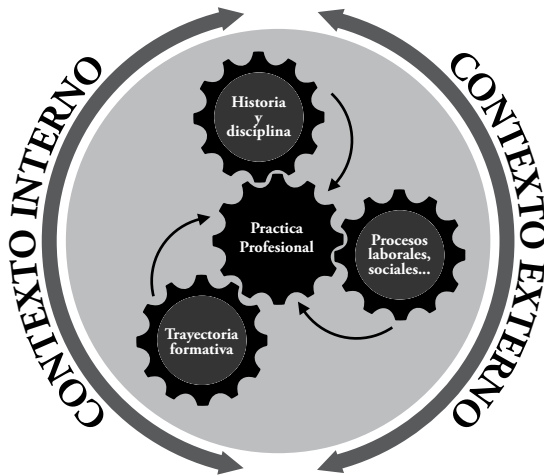 CONTEXTO INTERNO
CONTEXTO EXTERNO
Historia
y
disciplina
Practica
Profesional
Procesos
laborales,
sociales...
Trayectoria
formativa